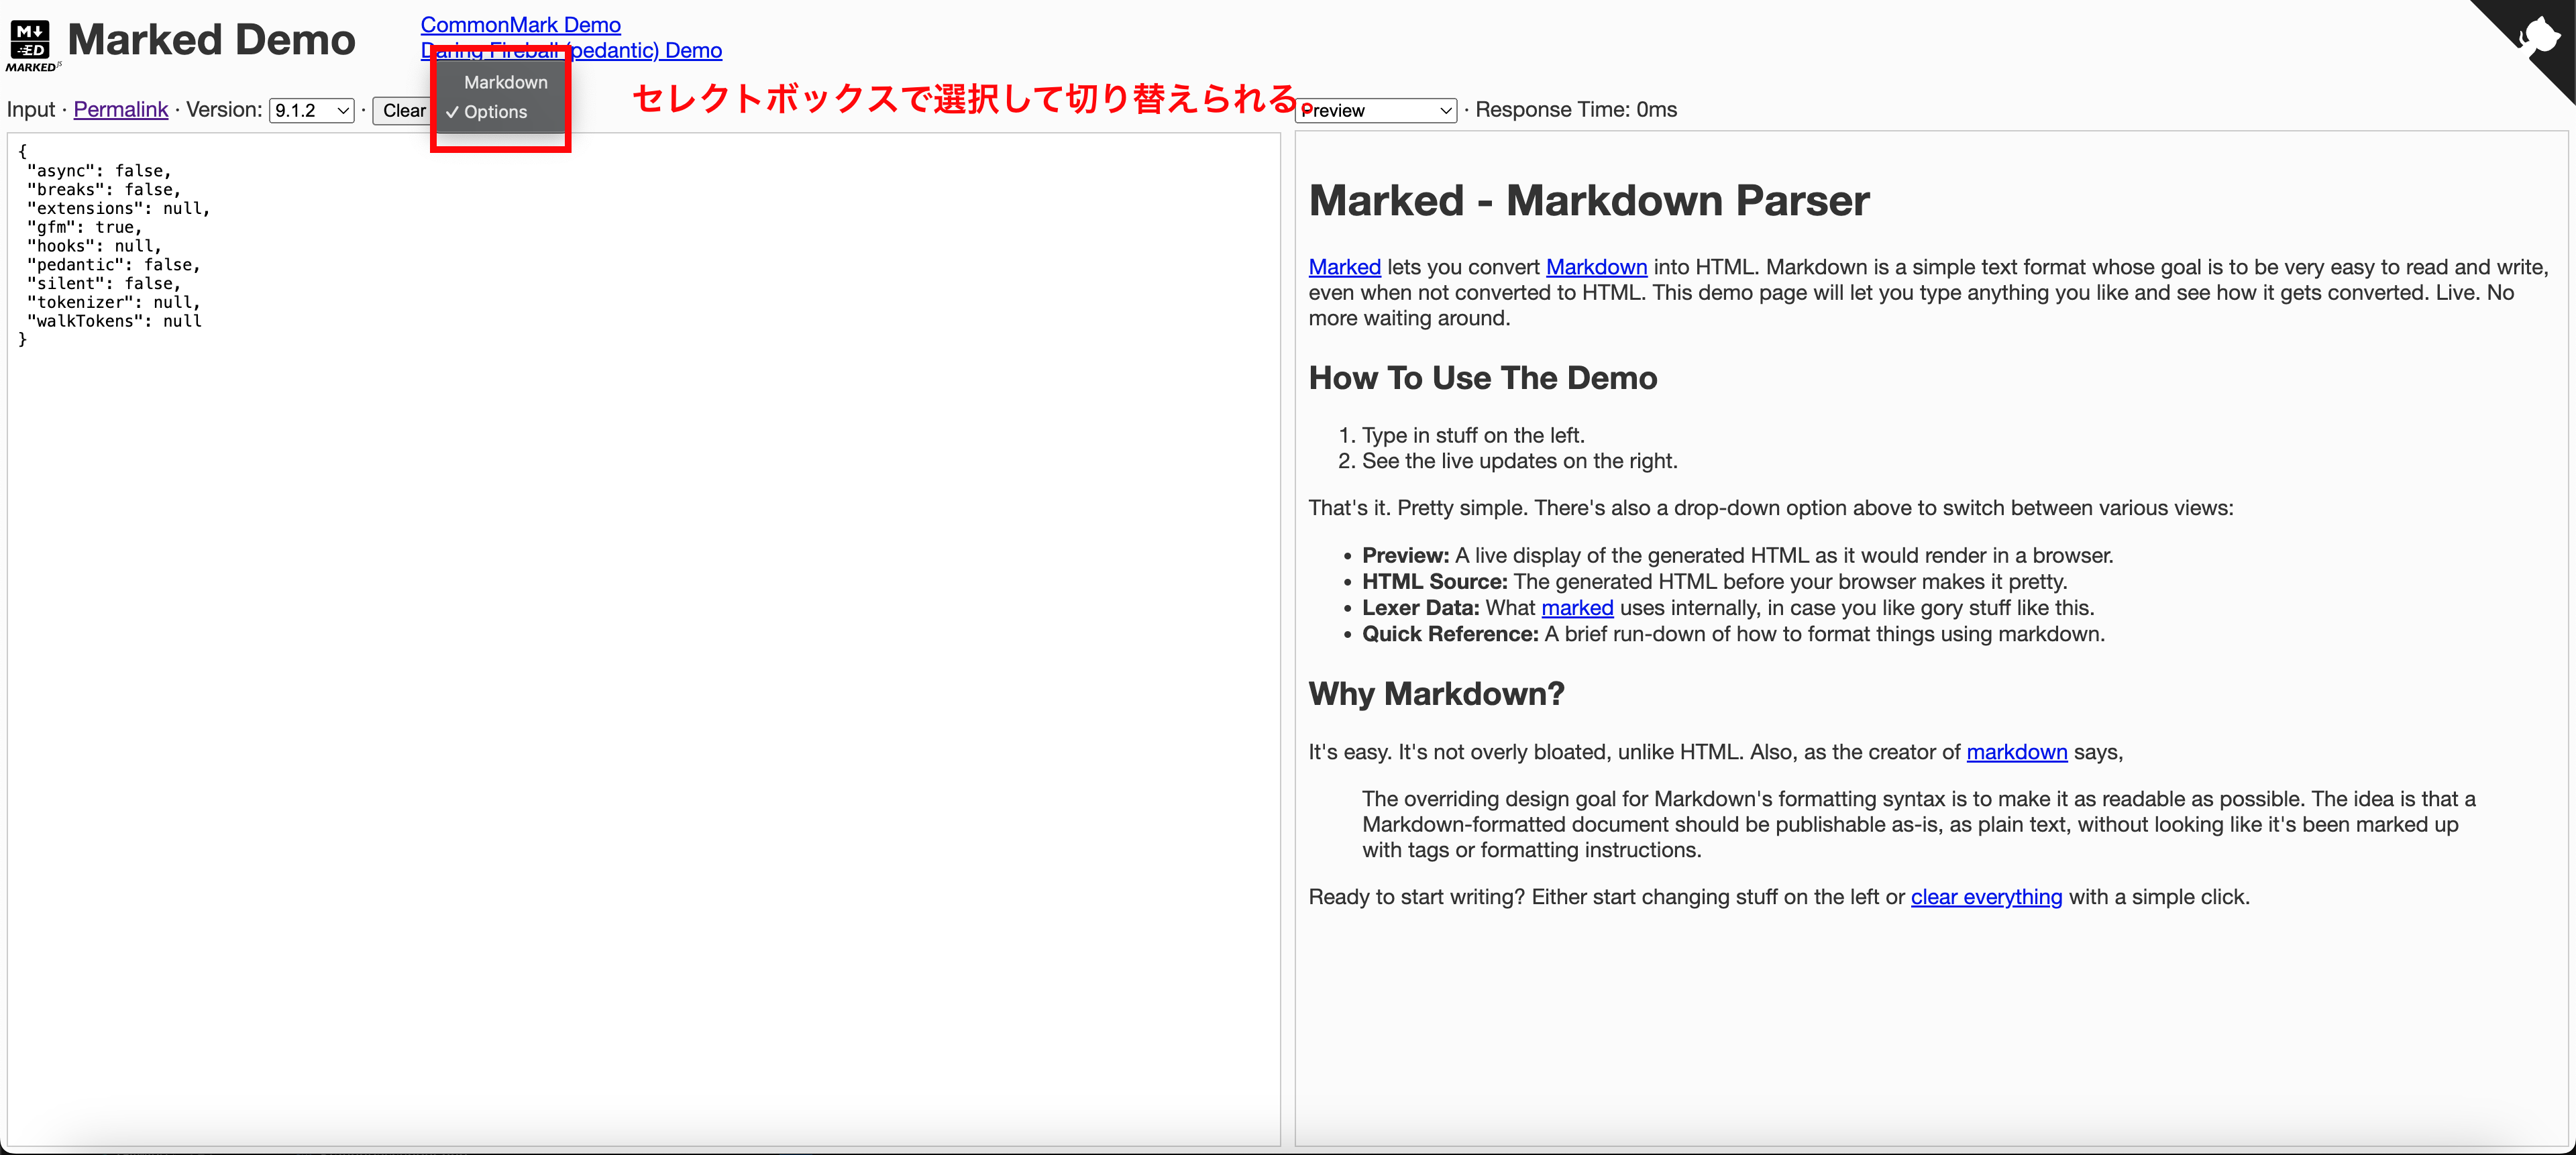 M↓
ED
MARKED JS
Marked Demo
CommonMark Demo
Daring Fireball (pedantic) Demo
Markdown
✓ Options
セレクトボックスで選択して切り替えられる。
Input · Permalink · Version: 9.1.2 · Clear
Preview · Response Time: 0ms
{
"async": false,
"breaks": false,
"extensions": null,
"gfm": true,
"hooks": null,
"pedantic": false,
"silent": false,
"tokenizer": null,
"walkTokens": null
}
Marked - Markdown Parser
Marked lets you convert Markdown into HTML. Markdown is a simple text format whose goal is to be very easy to read and write,
even when not converted to HTML. This demo page will let you type anything you like and see how it gets converted. Live. No
more waiting around.
How To Use The Demo
1. Type in stuff on the left.
2. See the live updates on the right.
That's it. Pretty simple. There's also a drop-down option above to switch between various views:
• Preview: A live display of the generated HTML as it would render in a browser.
• HTML Source: The generated HTML before your browser makes it pretty.
• Lexer Data: What marked uses internally, in case you like gory stuff like this.
• Quick Reference: A brief run-down of how to format things using markdown.
Why Markdown?
It's easy. It's not overly bloated, unlike HTML. Also, as the creator of markdown says,
The overriding design goal for Markdown's formatting syntax is to make it as readable as possible. The idea is that a
Markdown-formatted document should be publishable as-is, as plain text, without looking like it's been marked up
with tags or formatting instructions.
Ready to start writing? Either start changing stuff on the left or clear everything with a simple click.